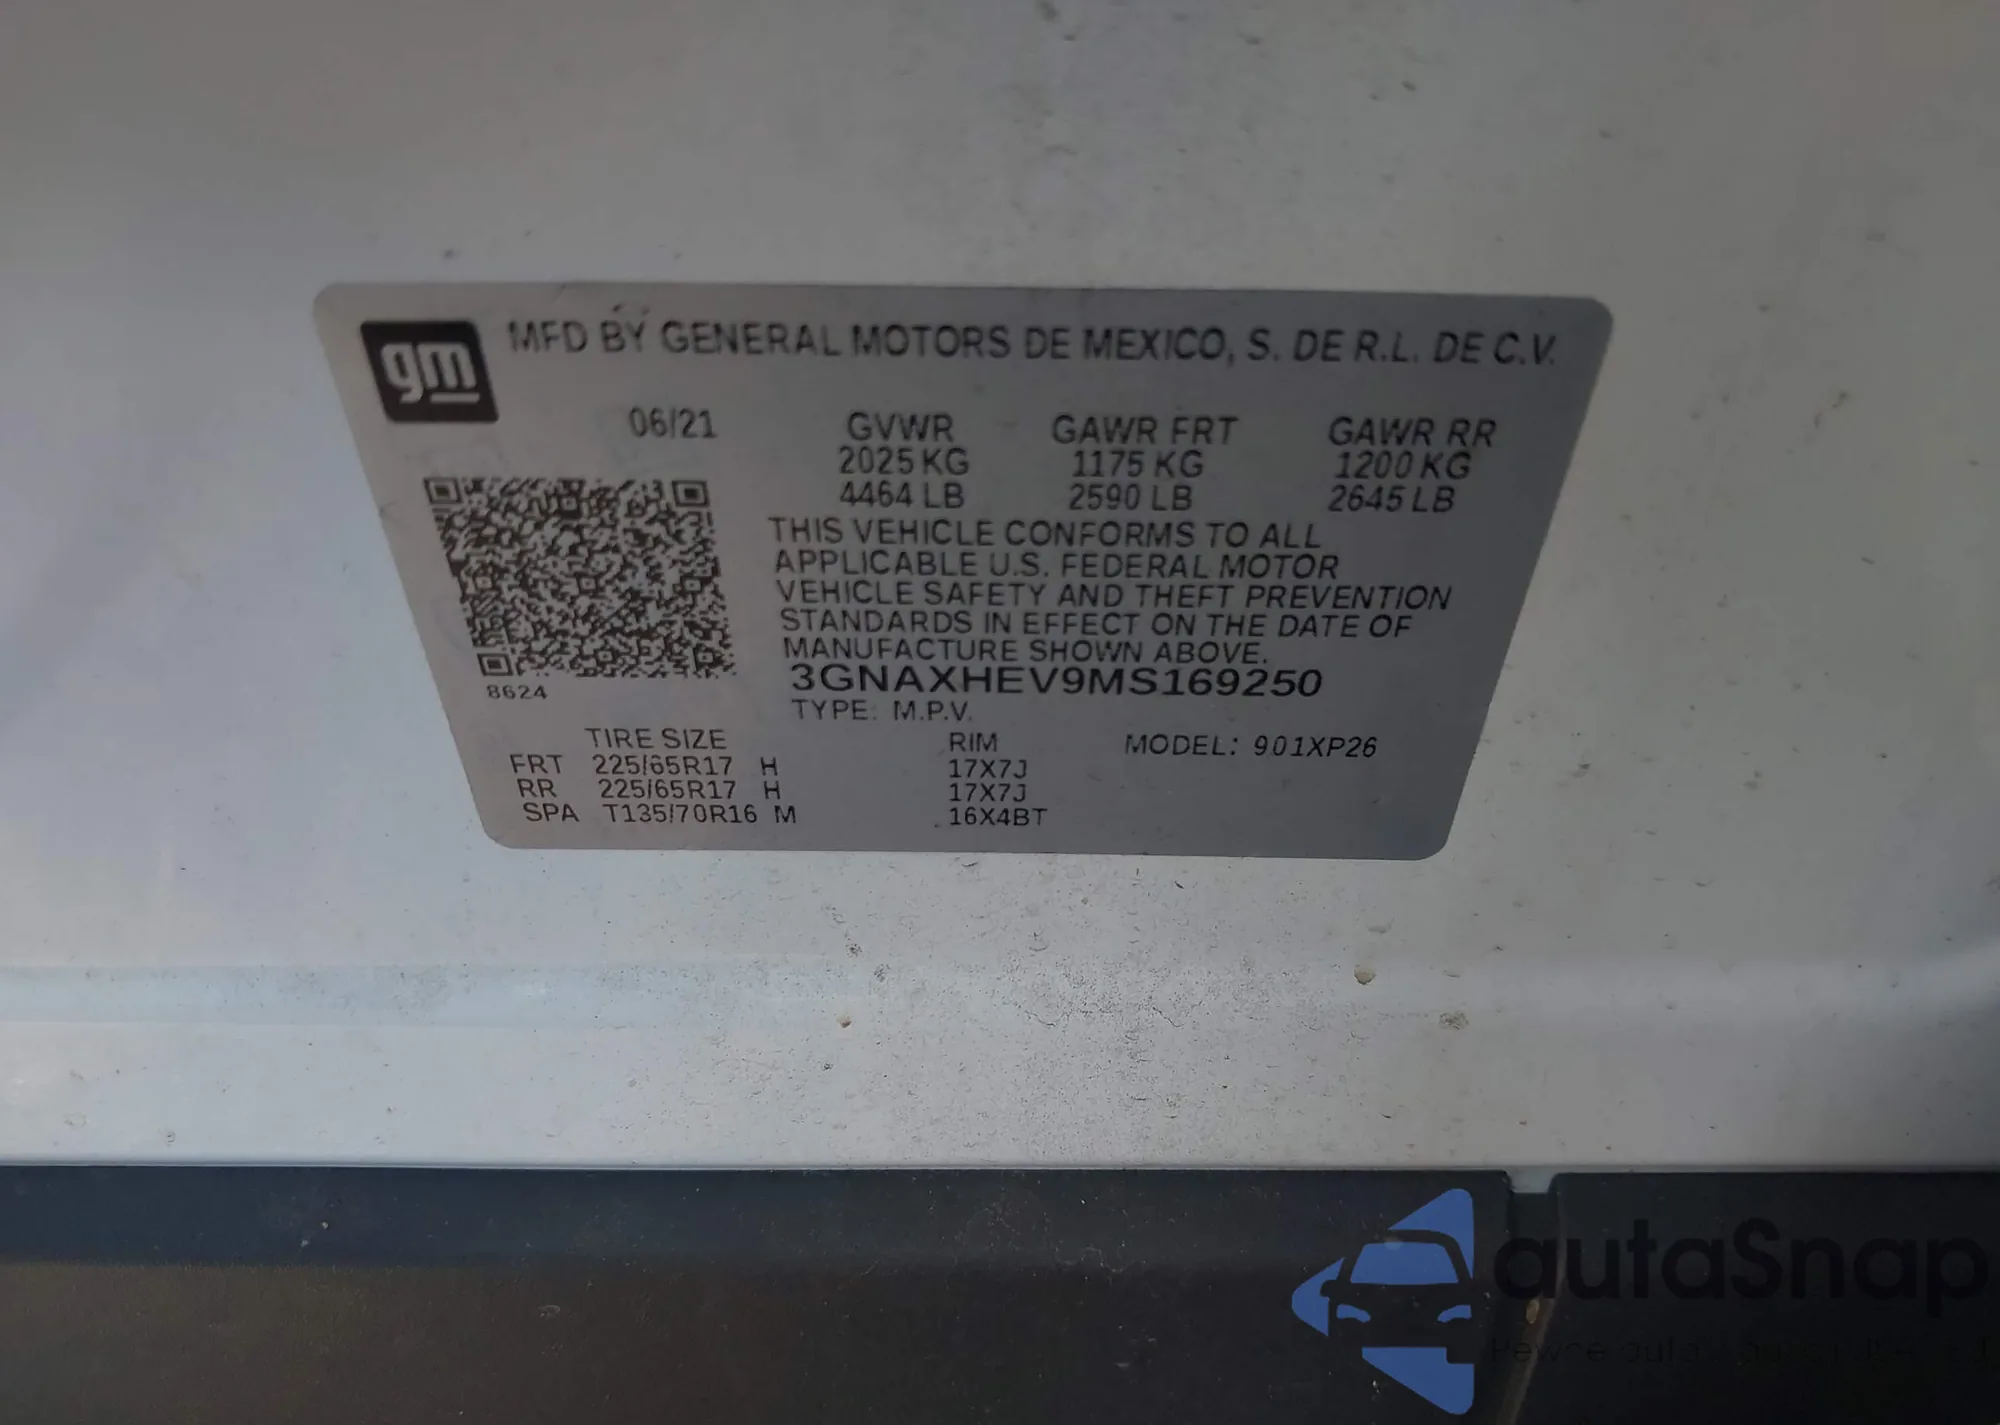 gm
MFD BY GENERAL MOTORS DE MEXICO, S. DE R.L. DE C.V.
06/21 GVWR GAWR FRT GAWR RR
2025 KG 1175 KG 1200 KG
4464 LB 2590 LB 2645 LB
THIS VEHICLE CONFORMS TO ALL
APPLICABLE U.S. FEDERAL MOTOR
VEHICLE SAFETY AND THEFT PREVENTION
STANDARDS IN EFFECT ON THE DATE OF
MANUFACTURE SHOWN ABOVE.
3GNAXHEV9MS169250
8624
TYPE: M.P.V.
TIRE SIZE RIM MODEL: 901XP26
FRT 225/65R17 H 17X7J
RR 225/65R17 H 17X7J
SPA T135/70R16 M 16X4BT
autaSnap